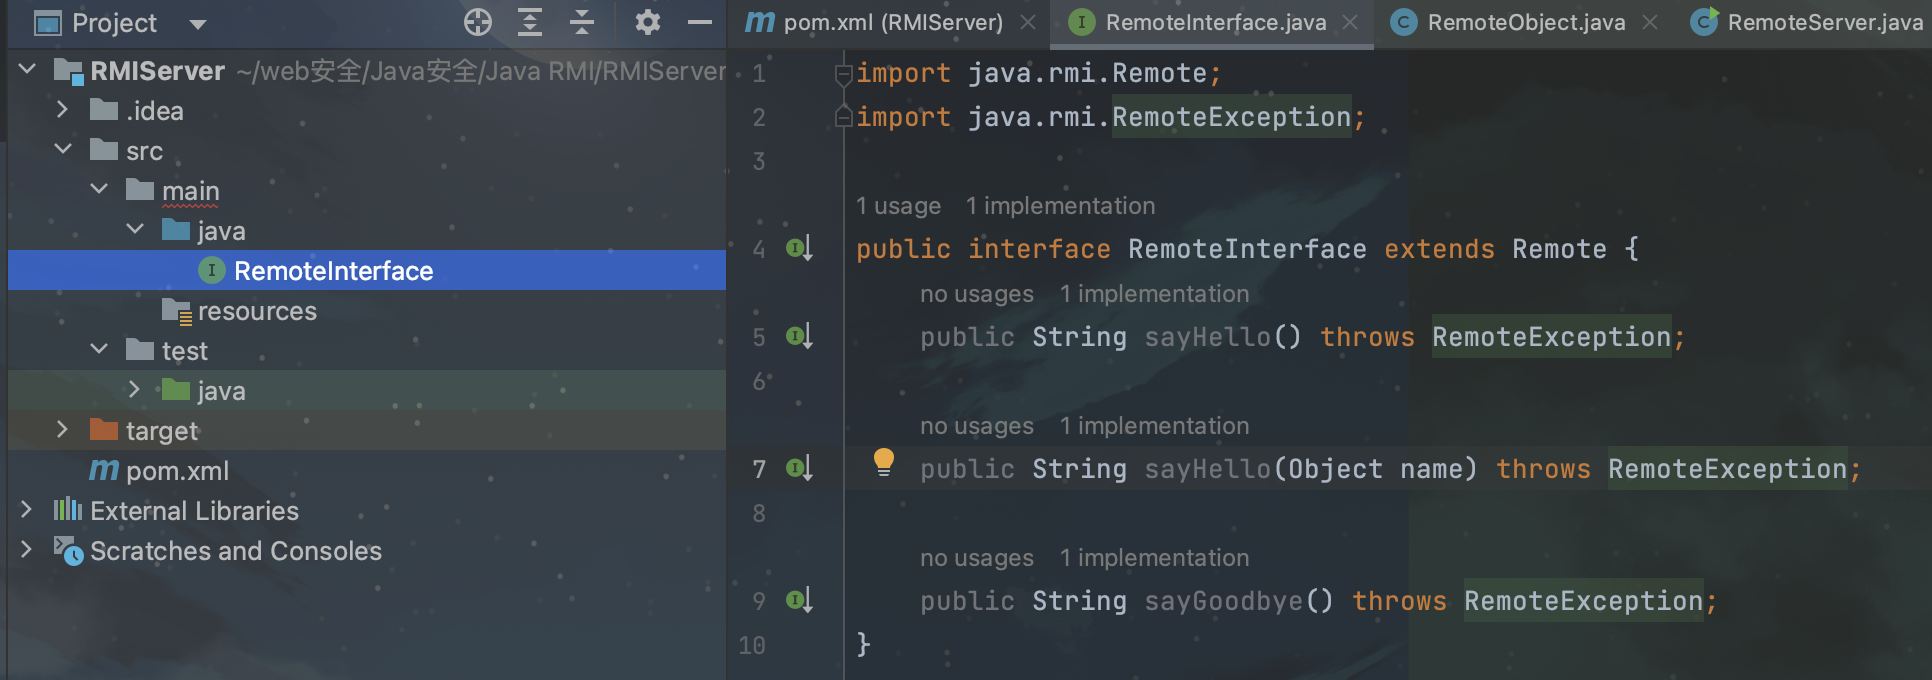 Project
RMIServer ~/web安全/Java安全/Java RMI/RMIServer
.idea
src
main
java
RemoteInterface
resources
test
java
target
pom.xml
External Libraries
Scratches and Consoles
pom.xml (RMIServer) RemoteInterface.java RemoteObject.java RemoteServer.java
1 import java.rmi.Remote;
2 import java.rmi.RemoteException;
3
1 usage 1 implementation
4 public interface RemoteInterface extends Remote {
no usages 1 implementation
5 public String sayHello() throws RemoteException;
6
no usages 1 implementation
7 public String sayHello(Object name) throws RemoteException;
8
no usages 1 implementation
9 public String sayGoodbye() throws RemoteException;
10 }